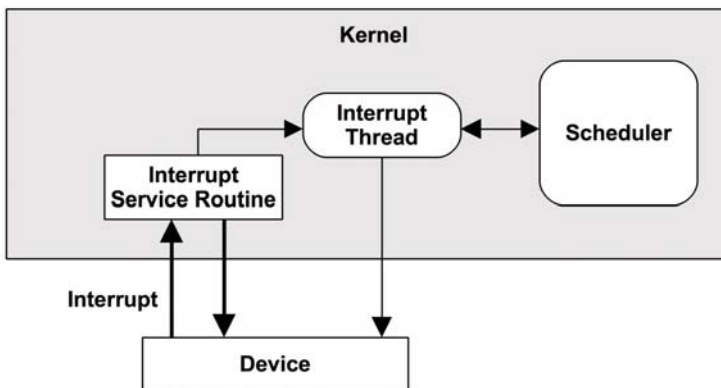 Kernel
Interrupt
Thread
Scheduler
Interrupt
Service Routine
Interrupt
Device